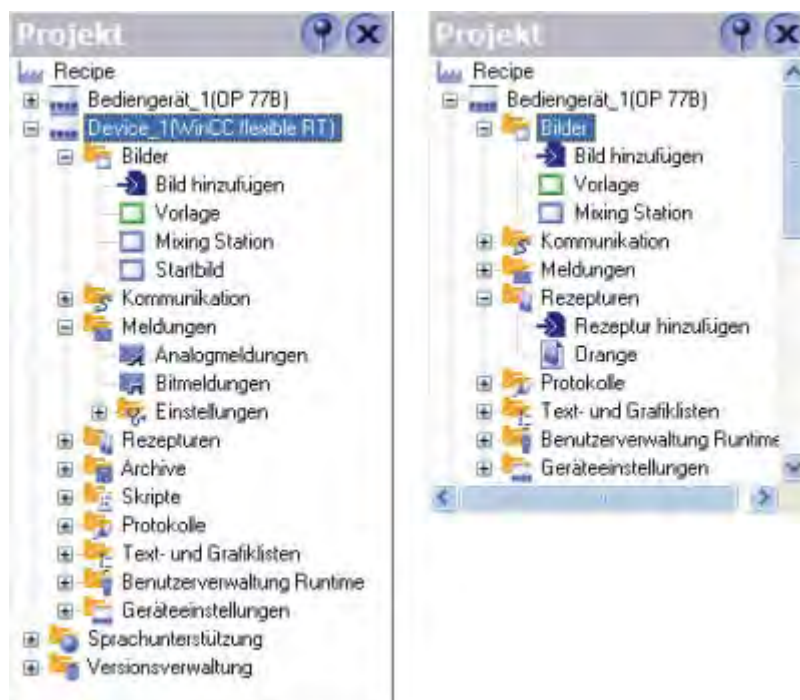 Projekt
Recipe
Bediengerät_1(OP 77B)
Device_1(WinCC flexible RT)
Bilder
Bild hinzufügen
Vorlage
Mixing Station
Startbild
Kommunikation
Meldungen
Analogmeldungen
Bitmeldungen
Einstellungen
Rezepturen
Archive
Skripte
Protokolle
Text- und Grafiklisten
Benutzerverwaltung Runtime
Geräteeinstellungen
Sprachunterstützung
Versionsverwaltung
Projekt
Recipe
Bediengerät_1(OP 77B)
Bilder
Bild hinzufügen
Vorlage
Mixing Station
Kommunikation
Meldungen
Rezepturen
Rezeptur hinzufügen
Orange
Protokolle
Text- und Grafiklisten
Benutzerverwaltung Runtime
Geräteeinstellungen